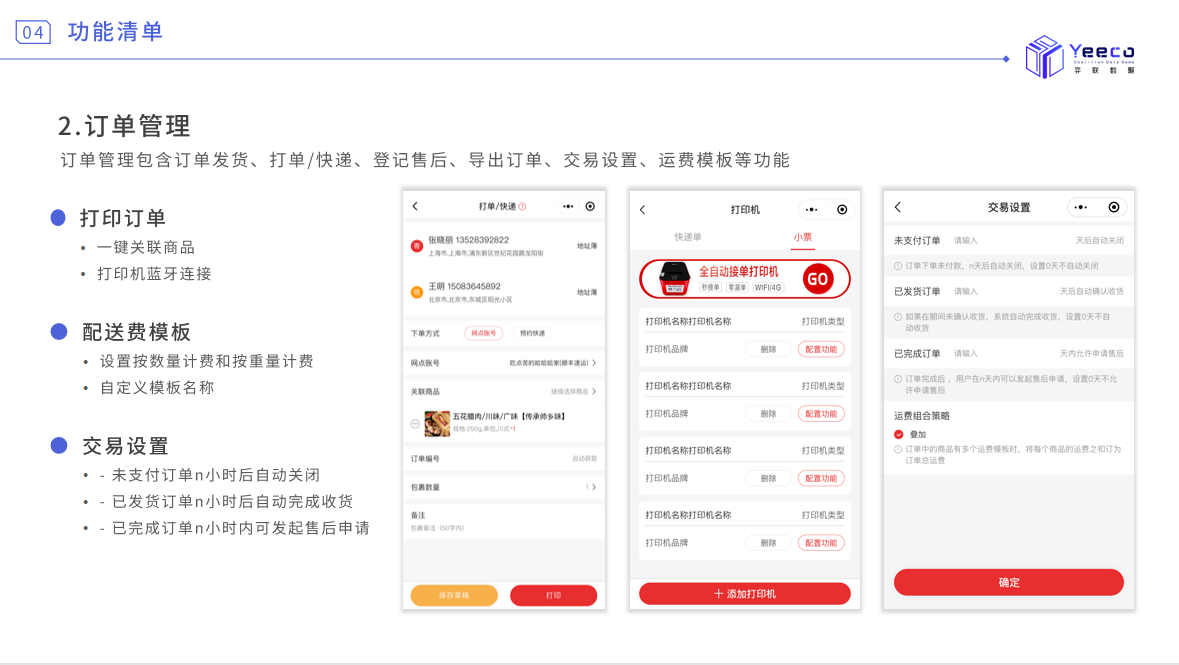 04 功能清单
Yeeco
Coalition Data Game
弈 联 数 聚
2.订单管理
订单管理包含订单发货、打单/快递、登记售后、导出订单、交易设置、运费模板等功能
打印订单
• 一键关联商品
• 打印机蓝牙连接
配送费模板
• 设置按数量计费和按重量计费
• 自定义模板名称
交易设置
• - 未支付订单n小时后自动关闭
• - 已发货订单n小时后自动完成收货
• - 已完成订单n小时内可发起售后申请
打单/快递
寄 张晓丽 13528392822
地址簿
上海市,上海市,浦东新区世纪花园路龙阳街
收 王明 15083645892
地址簿
北京市,北京市,东城区阳光小区
下单方式 网点账号 预约快递
网点账号 吃点苦的哈哈哈家(顺丰速运)
关联商品 继续选择商品
五花腊肉/川味/广味【传承帅乡味】
规格:250g,单包,川式*1
订单编号 自动获取
包裹数量 1
备注
包裹备注（50字内）
保存草稿 打印
打印机
快递单 小票
全自动接单打印机
秒接单 零漏单 WIFI/4G
GO
打印机名称打印机名称 打印机类型
打印机品牌 删除 配置功能
打印机名称打印机名称 打印机类型
打印机品牌 删除 配置功能
打印机名称打印机名称 打印机类型
打印机品牌 删除 配置功能
打印机名称打印机名称 打印机类型
打印机品牌 删除 配置功能
添加打印机
交易设置
未支付订单 请输入 天后自动关闭
订单下单未付款，n天后自动关闭，设置0天不自动关闭
已发货订单 请输入 天后自动确认收货
如果在期间未确认收货，系统自动完成收货，设置0天不自
动收货
已完成订单 请输入 天内允许申请售后
订单完成后 ，用户在n天内可以发起售后申请，设置0天不允
许申请售后
运费组合策略
叠加
订单中的商品有多个运费模板时，将每个商品的运费之和订为
订单总运费
确定